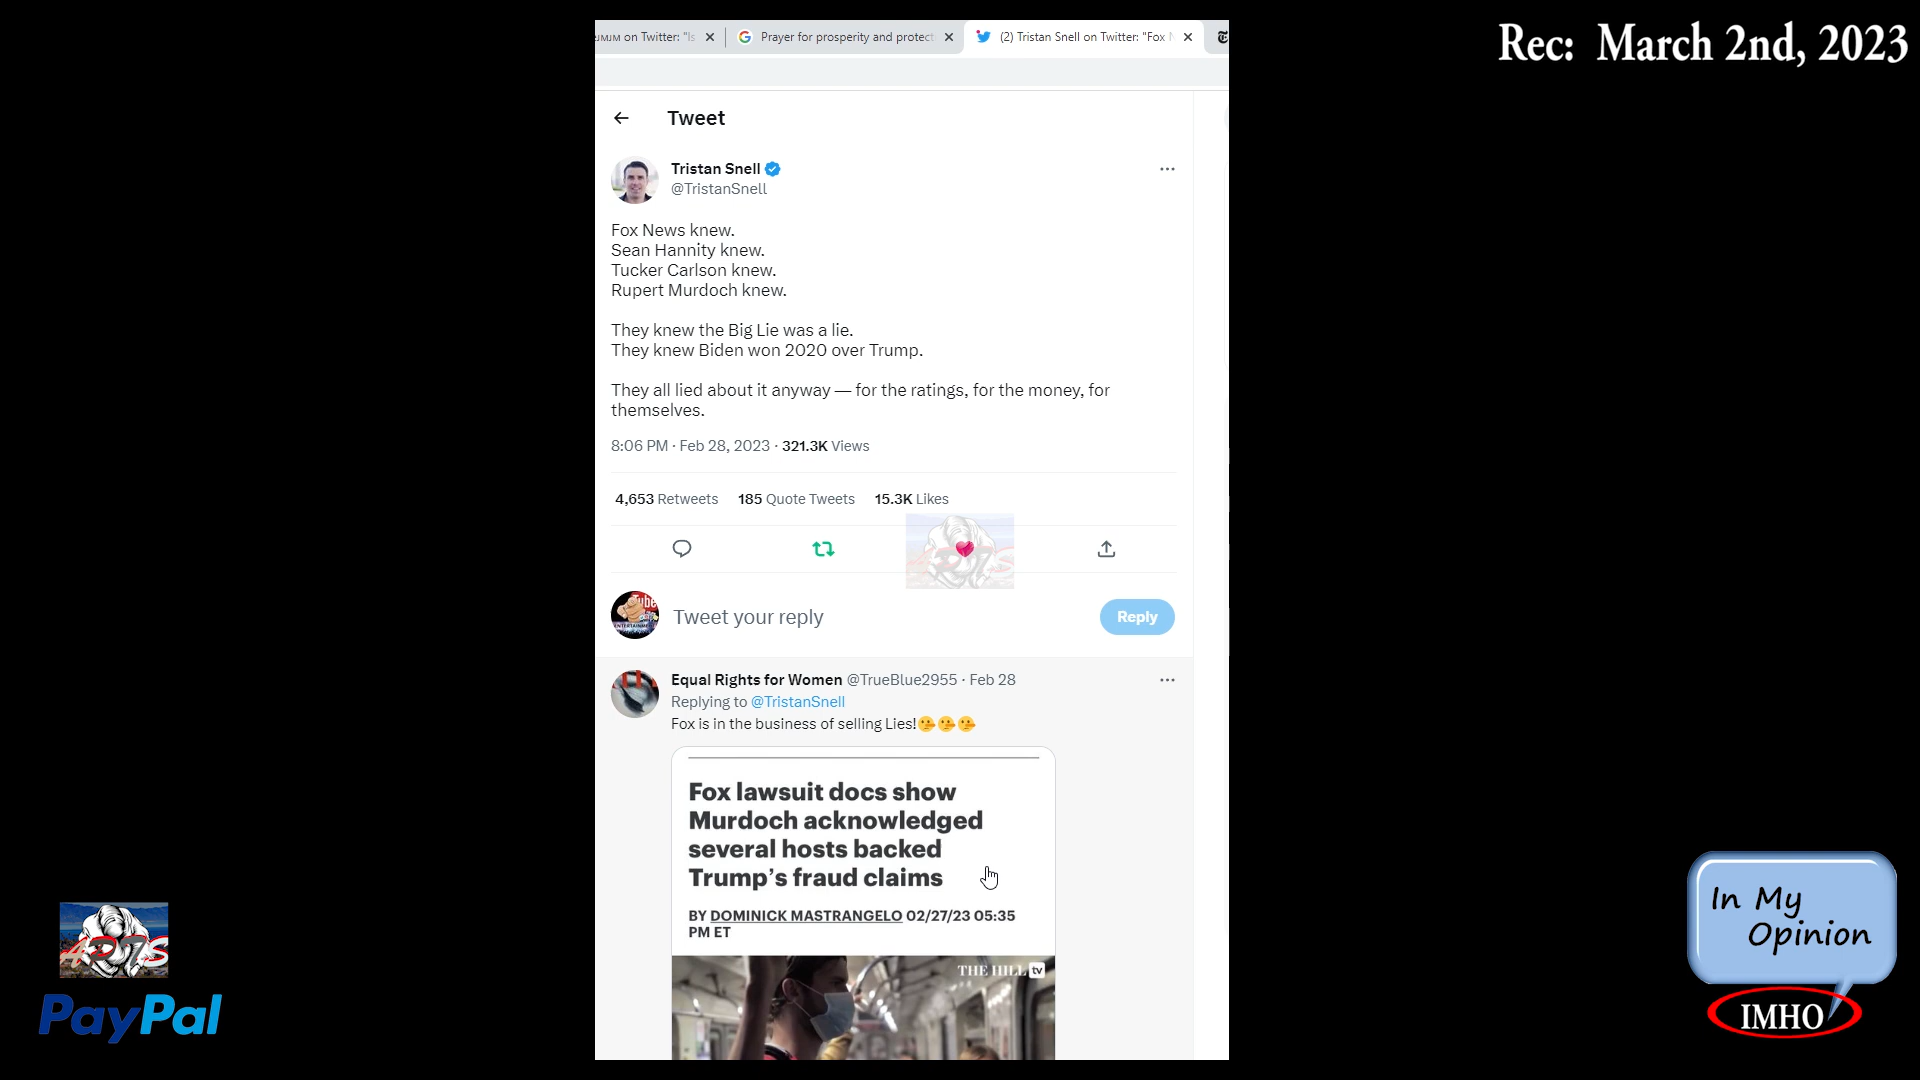 Rec: March 2nd, 2023
on Twitter: "Is
Prayer for prosperity and protect
(2) Tristan Snell on Twitter: "Fox N
Tweet
Tristan Snell
@TristanSnell
Fox News knew.
Sean Hannity knew.
Tucker Carlson knew.
Rupert Murdoch knew.
They knew the Big Lie was a lie.
They knew Biden won 2020 over Trump.
They all lied about it anyway — for the ratings, for the money, for
themselves.
8:06 PM · Feb 28, 2023 · 321.3K Views
4,653 Retweets 185 Quote Tweets 15.3K Likes
Tweet your reply
Reply
Equal Rights for Women @TrueBlue2955 · Feb 28
Replying to @TristanSnell
Fox is in the business of selling Lies!🫤🫤🫤
Fox lawsuit docs show
Murdoch acknowledged
several hosts backed
Trump's fraud claims
BY DOMINICK MASTRANGELO 02/27/23 05:35
PM ET
THE HILL tv
PayPal
In My
Opinion
IMHO